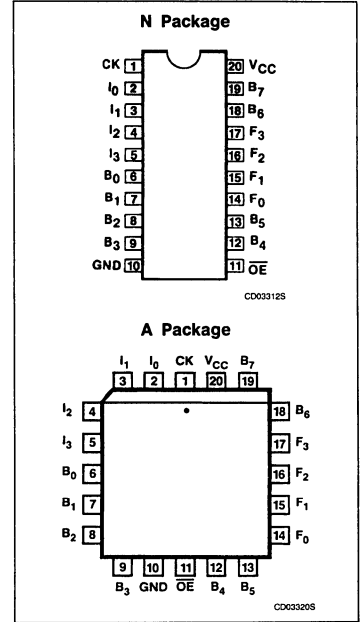 N Package
CK 1 20 VCC
I0 2 19 B7
I1 3 18 B6
I2 4 17 F3
I3 5 16 F2
B0 6 15 F1
B1 7 14 F0
B2 8 13 B5
B3 9 12 B4
GND 10 11 O̅E̅
CD03312S
A Package
I1 I0 CK VCC B7
3 2 1 20 19
I2 4 18 B6
I3 5 17 F3
B0 6 16 F2
B1 7 15 F1
B2 8 14 F0
9 10 11 12 13
B3 GND O̅E̅ B4 B5
CD03320S